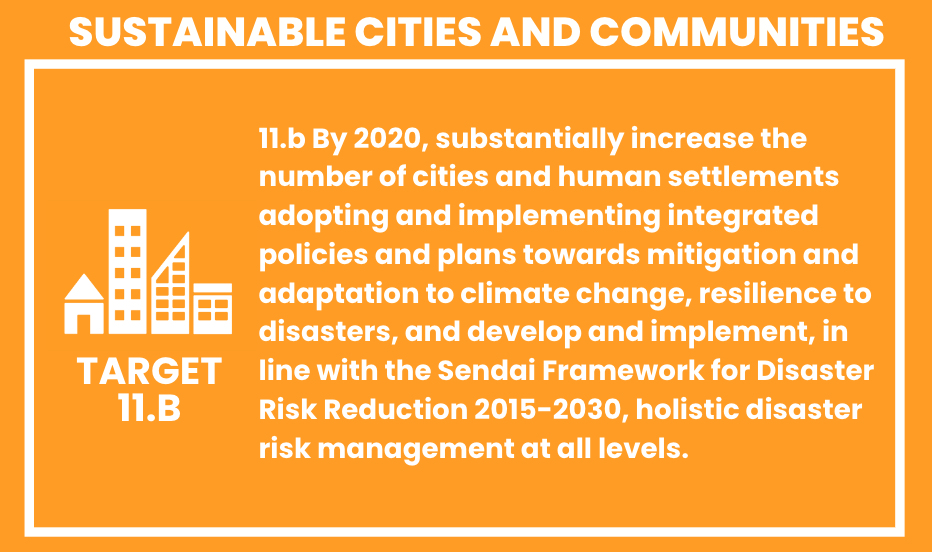 SUSTAINABLE CITIES AND COMMUNITIES
TARGET
11.B
11.b By 2020, substantially increase the
number of cities and human settlements
adopting and implementing integrated
policies and plans towards mitigation and
adaptation to climate change, resilience to
disasters, and develop and implement, in
line with the Sendai Framework for Disaster
Risk Reduction 2015-2030, holistic disaster
risk management at all levels.